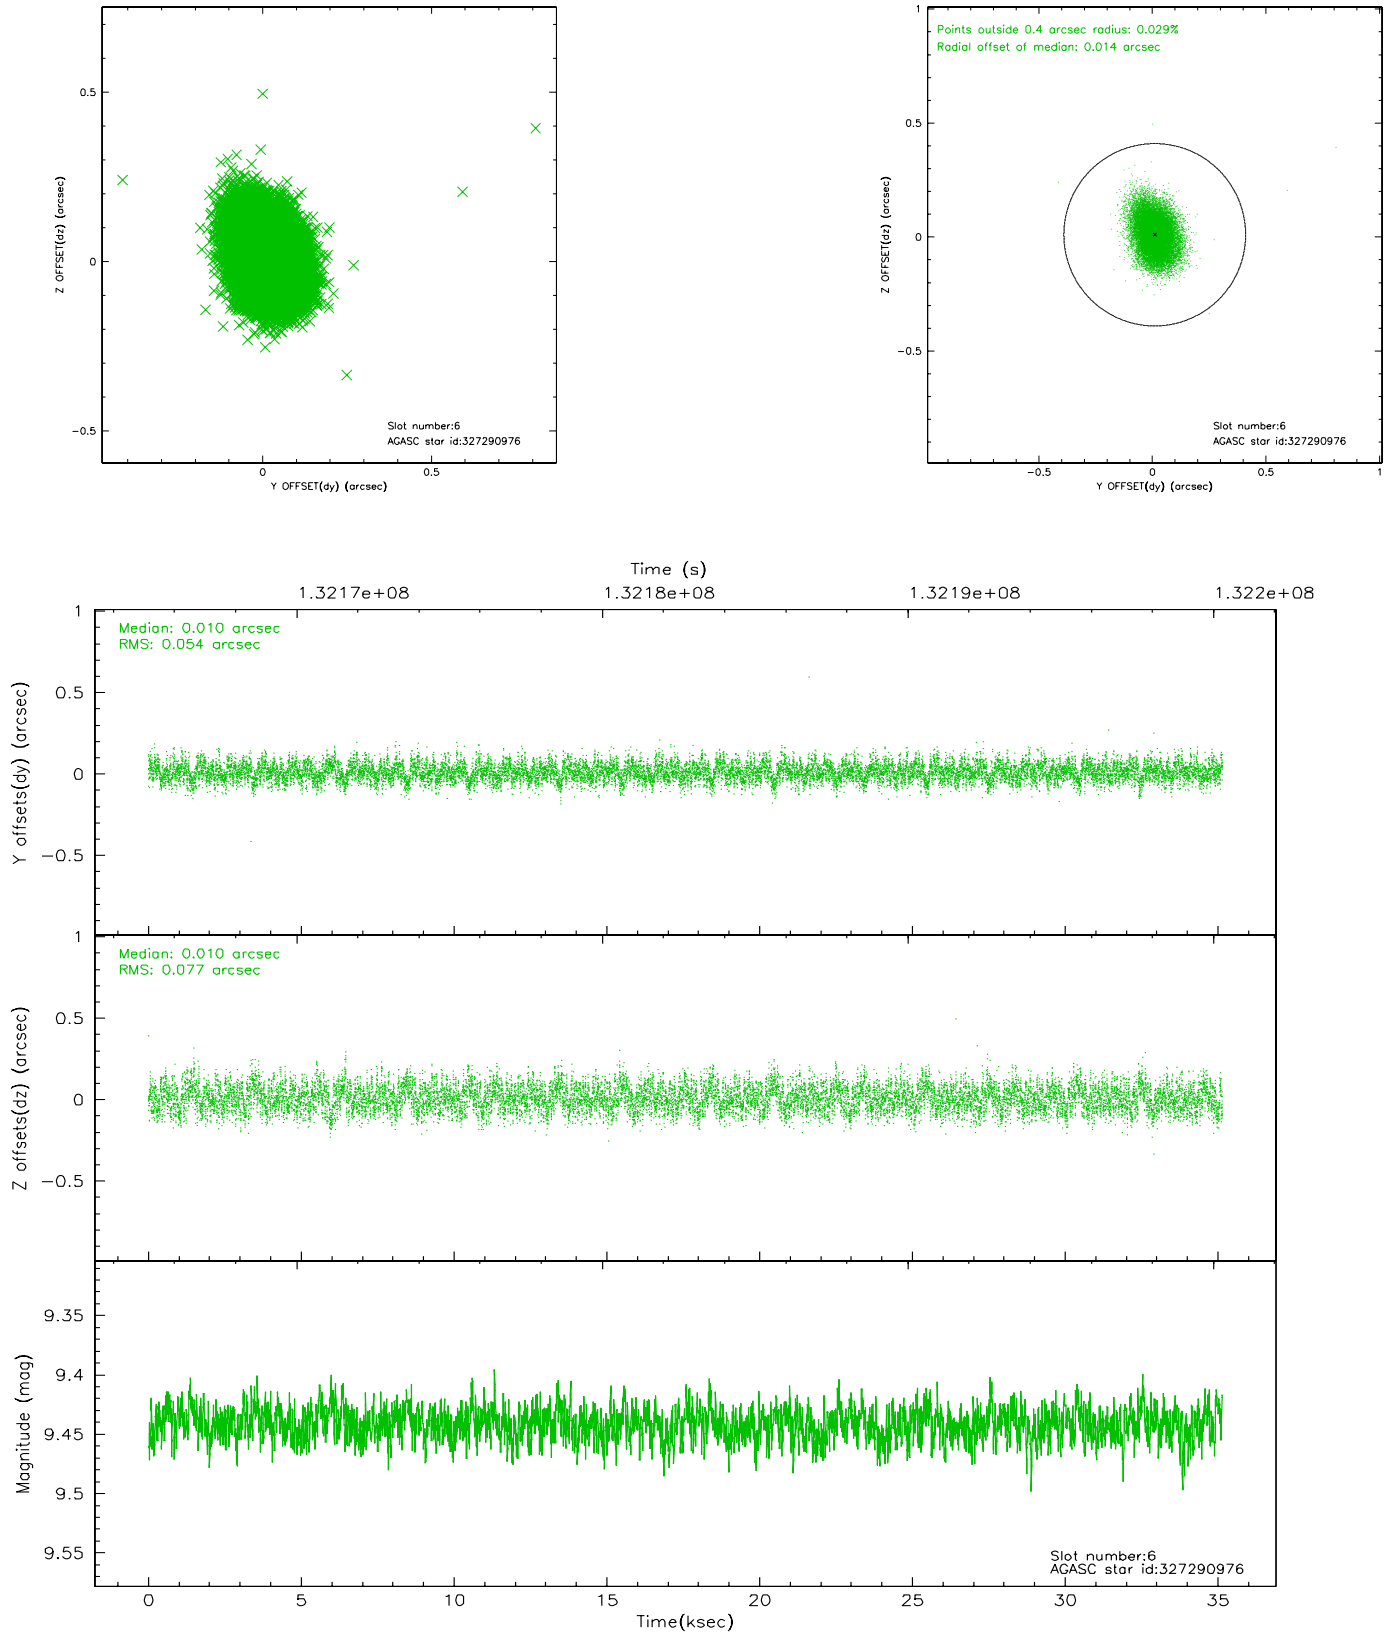 0.5
0
−0.5
Z OFFSET(dz) (arcsec)
Slot number:6
AGASC star id:327290976
0
0.5
Y OFFSET(dy) (arcsec)
1
0.5
0
−0.5
Z OFFSET(dz) (arcsec)
Points outside 0.4 arcsec radius: 0.029%
Radial offset of median: 0.014 arcsec
Slot number:6
AGASC star id:327290976
−0.5
0
0.5
1
Y OFFSET(dy) (arcsec)
Time (s)
1.3217e+08
1.3218e+08
1.3219e+08
1.322e+08
Median: 0.010 arcsec
RMS: 0.054 arcsec
1
0.5
0
−0.5
Y offsets(dy) (arcsec)
Median: 0.010 arcsec
RMS: 0.077 arcsec
1
0.5
0
−0.5
Z offsets(dz) (arcsec)
9.35
9.4
9.45
9.5
9.55
Magnitude (mag)
Slot number:6
AGASC star id:327290976
0
5
10
15
20
25
30
35
Time(ksec)